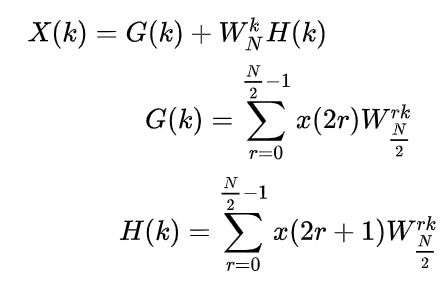 X(k) = G(k) + W_N^k H(k)
G(k) = \sum_{r=0}^{\frac{N}{2}-1} x(2r) W_{\frac{N}{2}}^{rk}
H(k) = \sum_{r=0}^{\frac{N}{2}-1} x(2r + 1) W_{\frac{N}{2}}^{rk}